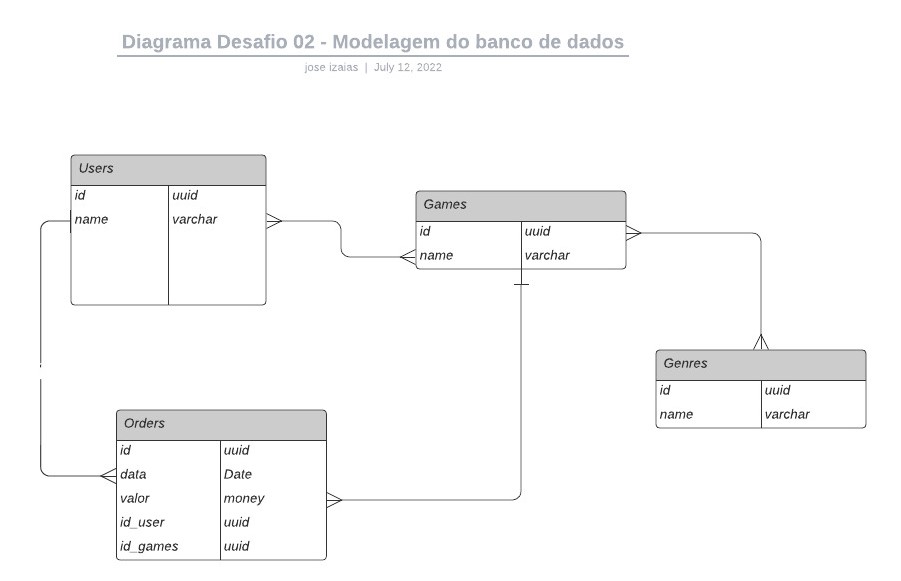 Diagrama Desafio 02 - Modelagem do banco de dados
jose izaias | July 12, 2022
Users
id uuid
name varchar
Games
id uuid
name varchar
Genres
id uuid
name varchar
Orders
id uuid
data Date
valor money
id_user uuid
id_games uuid